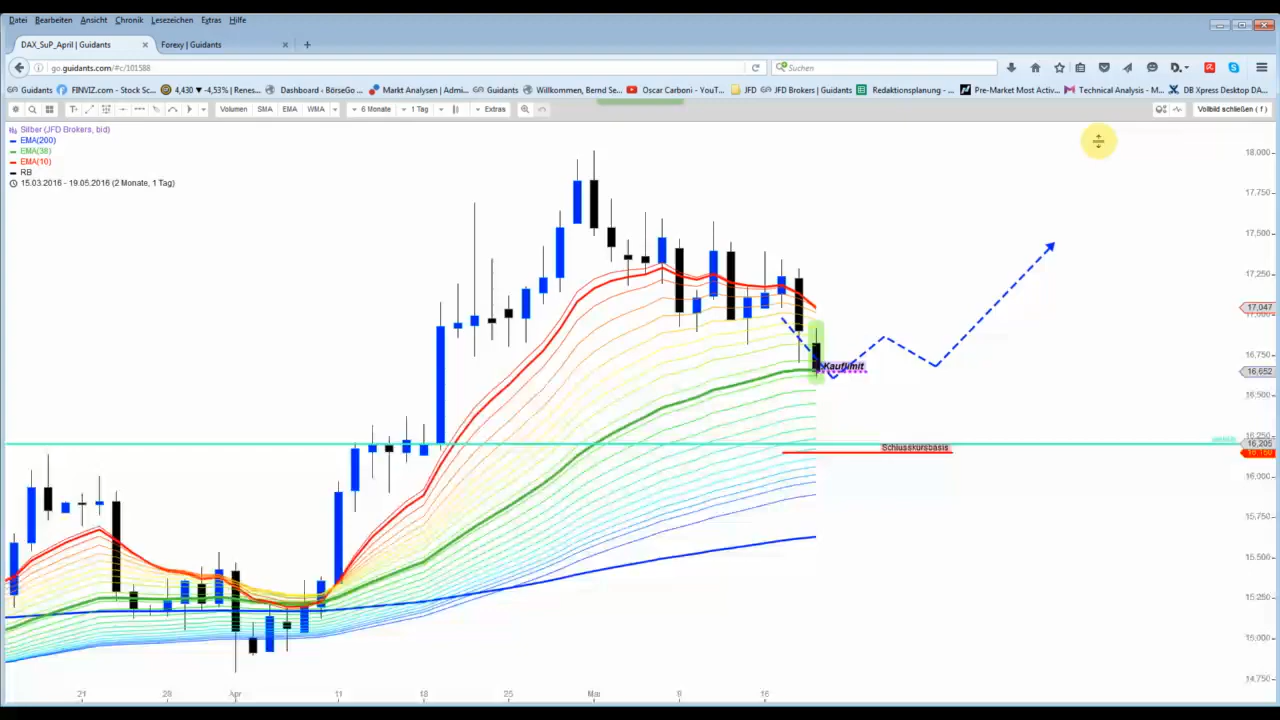 Datei Bearbeiten Ansicht Chronik Lesezeichen Extras Hilfe
DAX_SuP_April | Guidants Forexy | Guidants
go.guidants.com/#c/101588 Suchen
Guidants FINVIZ.com - Stock Sc... 4,430 ▼ -4,53% | Renes... Dashboard - BörseGo ... Markt Analysen | Admi... Guidants Willkommen, Bernd Se... Oscar Carboni - YouT... JFD JFD Brokers | Guidants Redaktionsplanung - ... Pre-Market Most Activ... Technical Analysis - M... DB Xpress Desktop DA...
Volumen SMA EMA WMA 6 Monate 1 Tag Extras Vollbild schließen ( f )
Silber (JFD Brokers, bid)
EMA(200)
EMA(38)
EMA(10)
RB
15.03.2016 - 19.05.2016 (2 Monate, 1 Tag)
18,000
17,750
17,500
17,250
17,047
17,000
16,750
Kauflimit
16,652
16,500
16,250
16,205
Schlusskursbasis
16,000
15,750
15,500
15,250
15,000
14,750
21 28 Apr 11 18 25 Mai 9 16